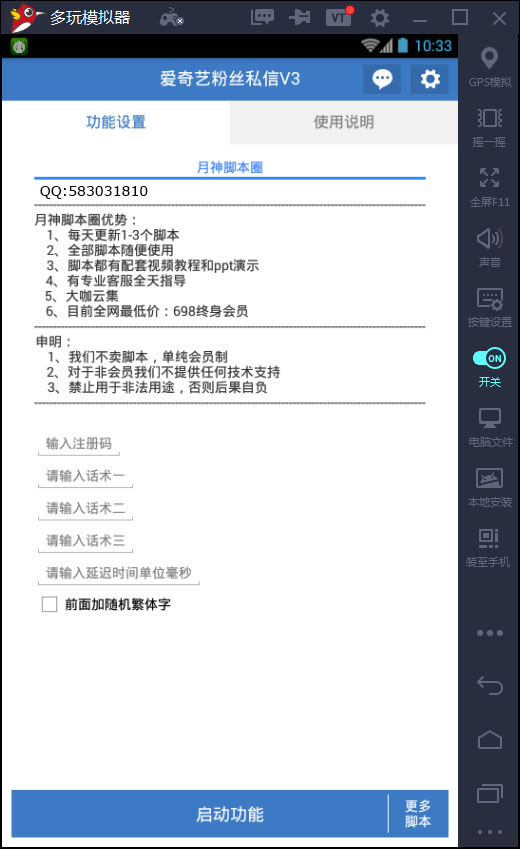 多玩模拟器
10:33
爱奇艺粉丝私信V3
功能设置
使用说明
月神脚本圈
QQ:583031810
月神脚本圈优势：
1、每天更新1-3个脚本
2、全部脚本随便使用
3、脚本都有配套视频教程和ppt演示
4、有专业客服全天指导
5、大咖云集
6、目前全网最低价：698终身会员
申明：
1、我们不卖脚本，单纯会员制
2、对于非会员我们不提供任何技术支持
3、禁止用于非法用途，否则后果自负
输入注册码
请输入话术一
请输入话术二
请输入话术三
请输入延迟时间单位毫秒
前面加随机繁体字
启动功能
更多
脚本
VT
GPS模拟
摇一摇
全屏F11
声音
按键设置
ON
开关
电脑文件
本地安装
装至手机